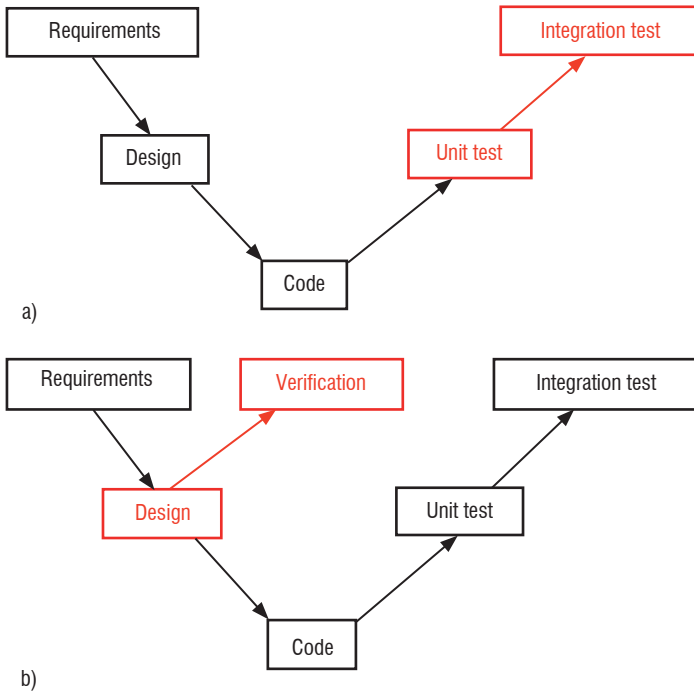 Requirements
Integration test
Design
Unit test
Code
a)
Requirements
Verification
Integration test
Design
Unit test
Code
b)